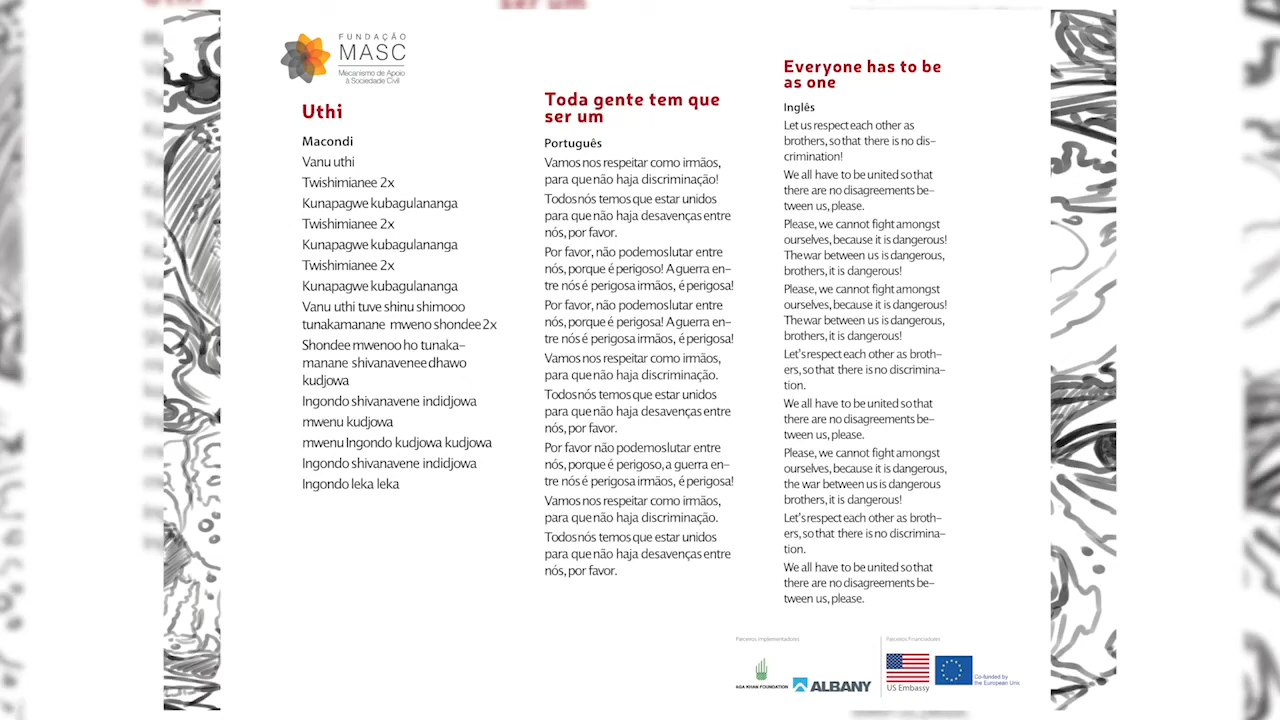 FUNDAÇÃO
MASC
Mecanismo de Apoio
à Sociedade Civil
Uthi
Macondi
Vanu uthi
Twishimianee 2x
Kunapagwe kubagulananga
Twishimianee 2x
Kunapagwe kubagulananga
Twishimianee 2x
Kunapagwe kubagulananga
Vanu uthi tuve shinu shimooo
tunakamanane mweno shondee 2x
Shondee mwenoo ho tunaka-
manane shivanavenee dhawo
kudjowa
Ingondo shivanavene indidjowa
mwenu kudjowa
mwenu Ingondo kudjowa kudjowa
Ingondo shivanavene indidjowa
Ingondo leka leka
Toda gente tem que
ser um
Português
Vamos nos respeitar como irmãos,
para que não haja discriminação!
Todos nós temos que estar unidos
para que não haja desavenças entre
nós, por favor.
Por favor, não podemos lutar entre
nós, porque é perigoso! A guerra en-
tre nós é perigosa irmãos, é perigosa!
Por favor, não podemos lutar entre
nós, porque é perigosa! A guerra en-
tre nós é perigosa irmãos, é perigosa!
Vamos nos respeitar como irmãos,
para que não haja discriminação.
Todos nós temos que estar unidos
para que não haja desavenças entre
nós, por favor.
Por favor não podemos lutar entre
nós, porque é perigoso, a guerra en-
tre nós é perigosa irmãos, é perigosa!
Vamos nos respeitar como irmãos,
para que não haja discriminação.
Todos nós temos que estar unidos
para que não haja desavenças entre
nós, por favor.
Everyone has to be
as one
Inglês
Let us respect each other as
brothers, so that there is no dis-
crimination!
We all have to be united so that
there are no disagreements be-
tween us, please.
Please, we cannot fight amongst
ourselves, because it is dangerous!
The war between us is dangerous,
brothers, it is dangerous!
Please, we cannot fight amongst
ourselves, because it is dangerous!
The war between us is dangerous,
brothers, it is dangerous!
Let's respect each other as broth-
ers, so that there is no discrimina-
tion.
We all have to be united so that
there are no disagreements be-
tween us, please.
Please, we cannot fight amongst
ourselves, because it is dangerous,
the war between us is dangerous
brothers, it is dangerous!
Let's respect each other as broth-
ers, so that there is no discrimina-
tion.
We all have to be united so that
there are no disagreements be-
tween us, please.
Parceiros Implementadores
AGA KHAN FOUNDATION
ALBANY
Parceiros Financiadores
US Embassy
Co-funded by
the European Unio